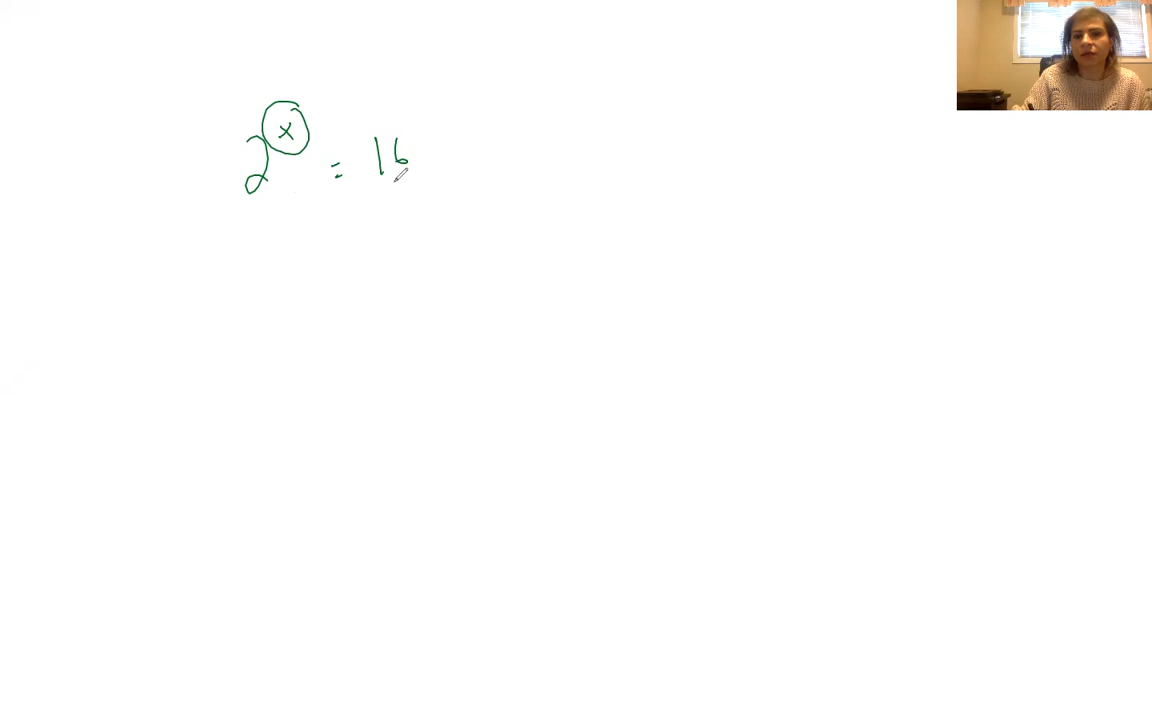 2^x = 16